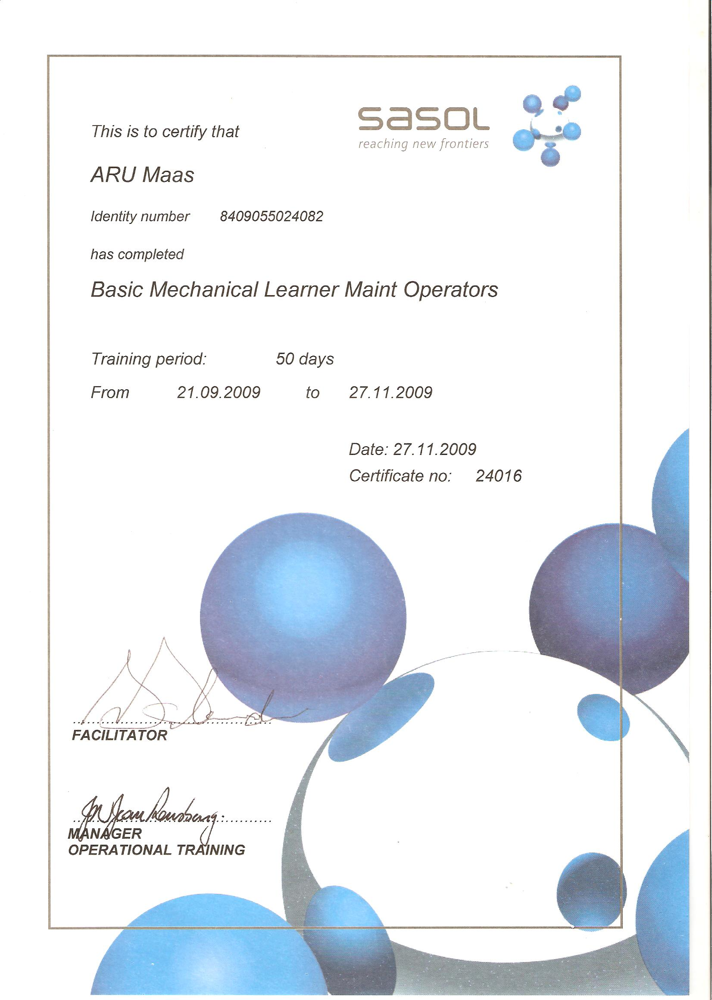 sasol
reaching new frontiers
This is to certify that
ARU Maas
Identity number 8409055024082
has completed
Basic Mechanical Learner Maint Operators
Training period: 50 days
From 21.09.2009 to 27.11.2009
Date: 27.11.2009
Certificate no: 24016
FACILITATOR
MANAGER
OPERATIONAL TRAINING